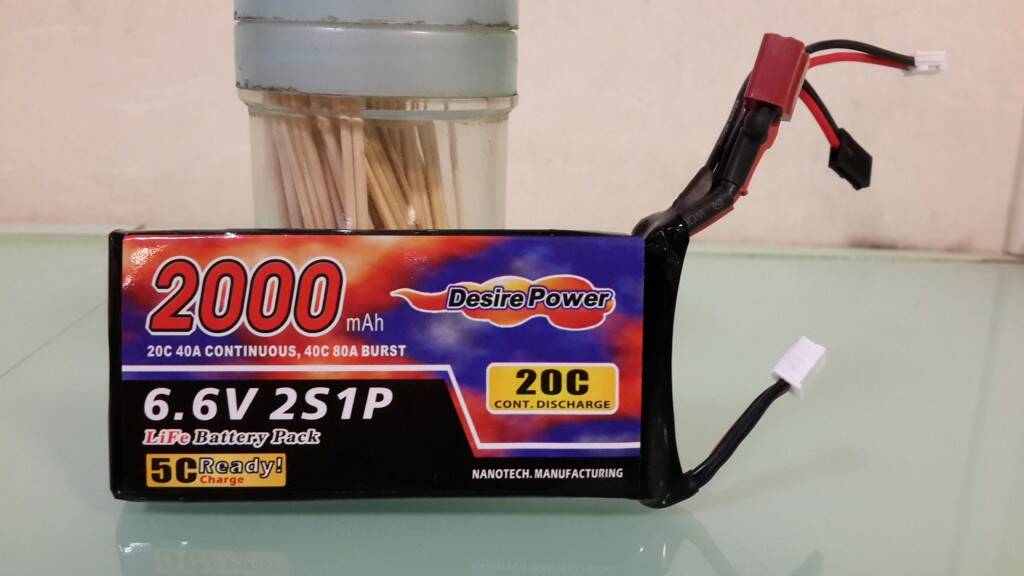 2000 mAh
Desire Power
20C 40A CONTINUOUS, 40C 80A BURST
20C
CONT. DISCHARGE
6.6V 2S1P
LiFe Battery Pack
5C Ready!
Charge
NANOTECH. MANUFACTURING